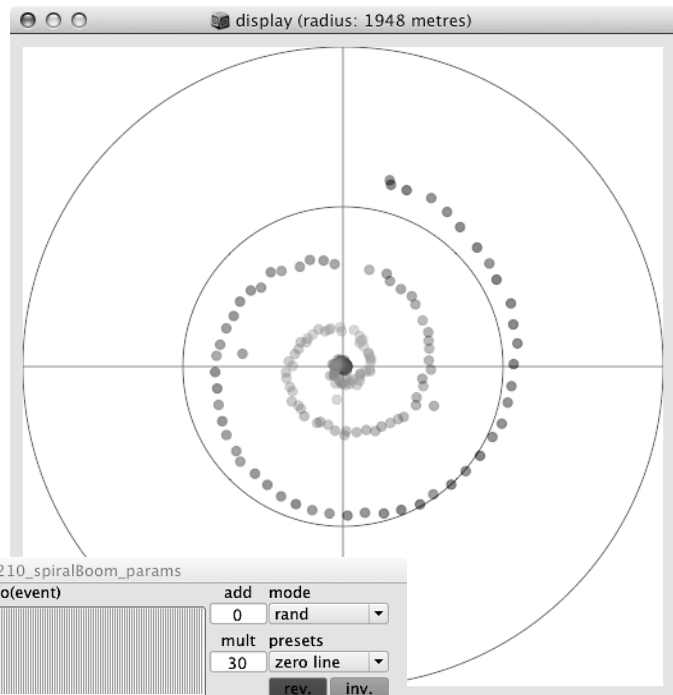 display (radius: 1948 metres)
210_spiralBoom_params
o(event)
add mode
0 rand
mult presets
30 zero line
rev. inv.